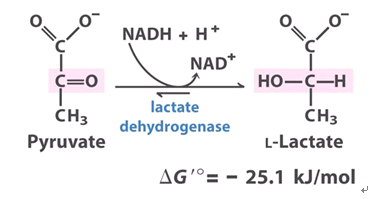 O O⁻
C
C=O
CH₃
Pyruvate
NADH + H⁺
NAD⁺
lactate
dehydrogenase
O O⁻
C
HO—C—H
CH₃
L-Lactate
ΔG′°= − 25.1 kJ/mol